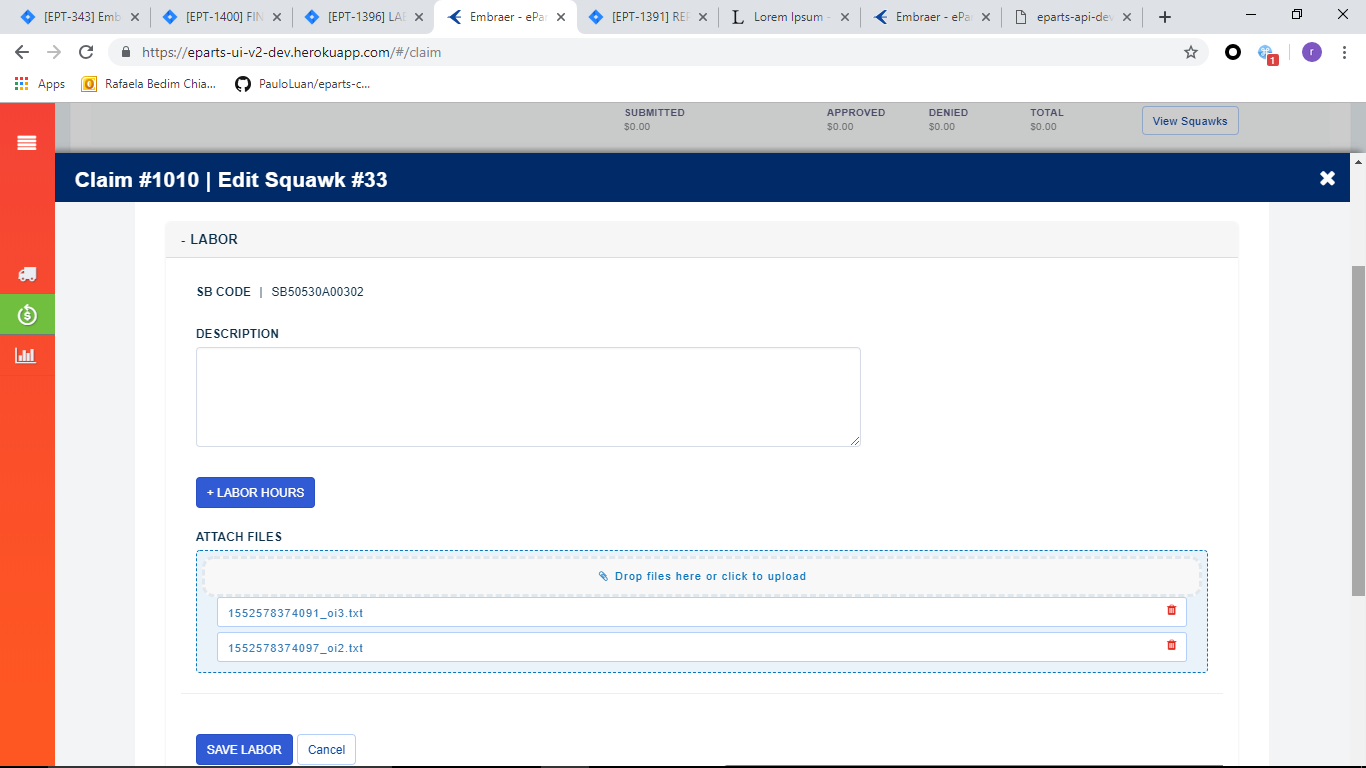 [EPT-343] Emb
[EPT-1400] FIN
[EPT-1396] LAB
Embraer - ePar
[EPT-1391] REP
Lorem Ipsum -
Embraer - ePar
eparts-api-dev
https://eparts-ui-v2-dev.herokuapp.com/#/claim
r
1
Apps
Rafaela Bedim Chia...
PauloLuan/eparts-c...
SUBMITTED APPROVED DENIED TOTAL
$0.00 $0.00 $0.00 $0.00
View Squawks
Claim #1010 | Edit Squawk #33
- LABOR
SB CODE | SB50530A00302
DESCRIPTION
+ LABOR HOURS
ATTACH FILES
Drop files here or click to upload
1552578374091_oi3.txt
1552578374097_oi2.txt
SAVE LABOR Cancel